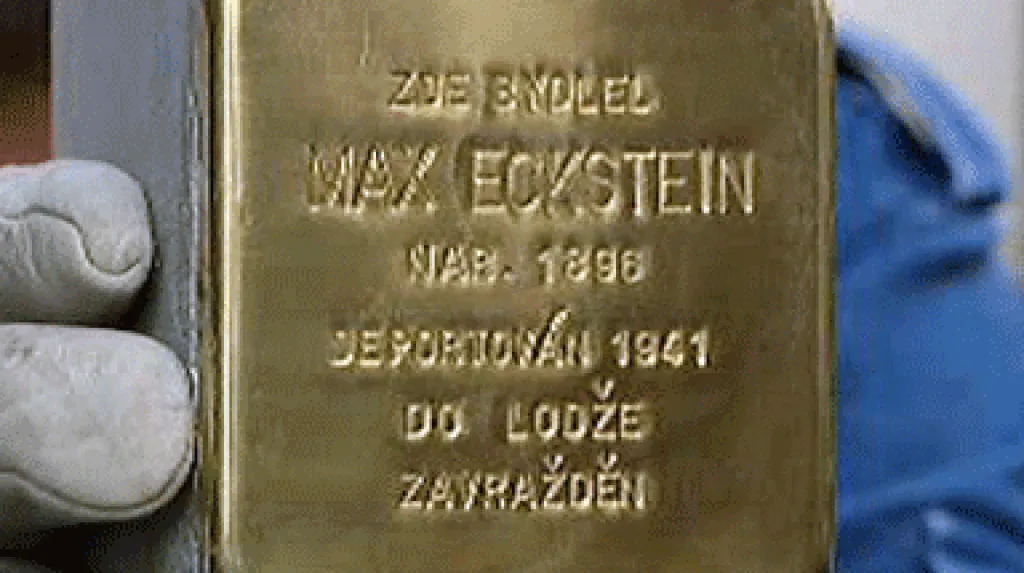 ZDE BYDLEL
MAX ECKSTEIN
NAR. 1896
DEPORTOVÁN 1941
DO LODŽE
ZAVRAŽDĚN